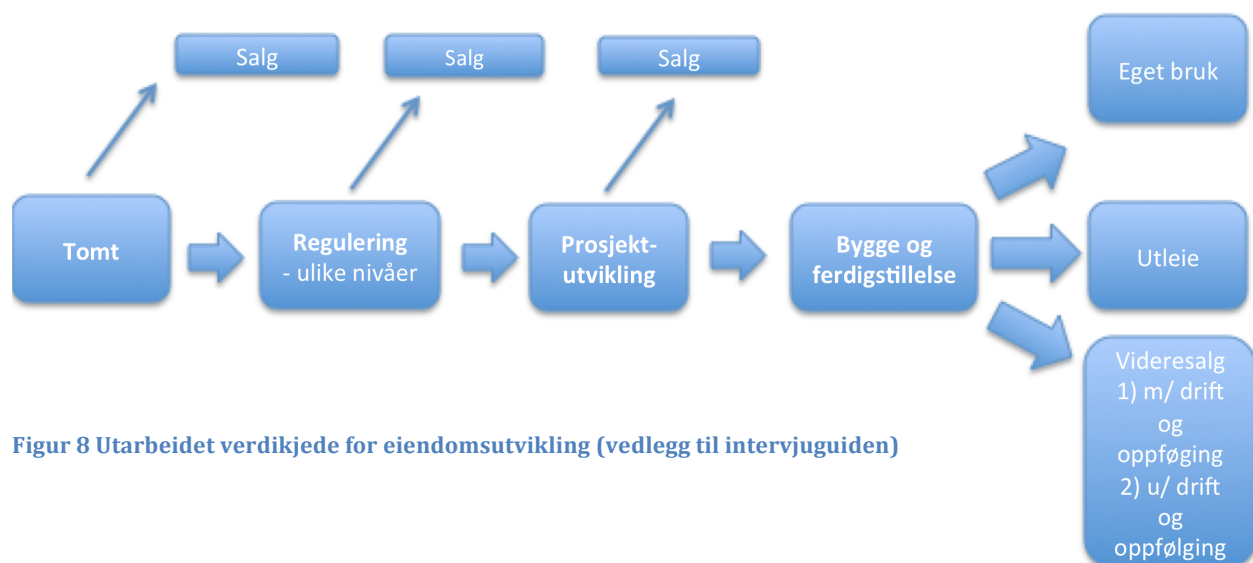 Salg
Salg
Salg
Eget bruk
Tomt
Regulering
- ulike nivåer
Prosjekt-
utvikling
Bygge og
ferdigstillelse
Utleie
Videresalg
1) m/ drift
og
oppføging
2) u/ drift
og
oppfølging
Figur 8 Utarbeidet verdikjede for eiendomsutvikling (vedlegg til intervjuguiden)